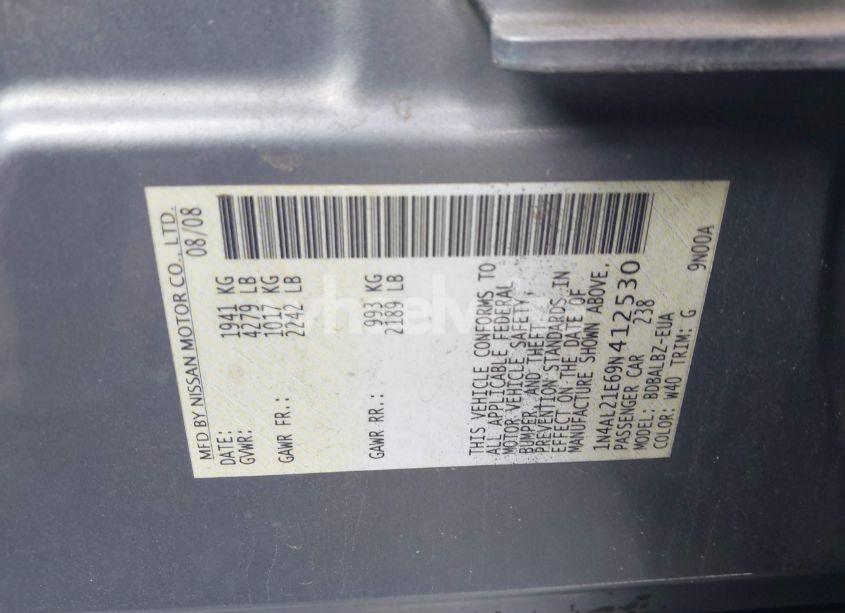 MFD BY NISSAN MOTOR CO., LTD.
DATE: 08/08
GVWR: 1941 KG
4279 LB
GAWR FR.: 1017 KG
2242 LB
GAWR RR.: 993 KG
2189 LB
THIS VEHICLE CONFORMS TO
ALL APPLICABLE FEDERAL
MOTOR VEHICLE SAFETY,
BUMPER, AND THEFT
PREVENTION STANDARDS IN
EFFECT ON THE DATE OF
MANUFACTURE SHOWN ABOVE.
1N4AL21E69N412530
PASSENGER CAR 238
MODEL: BDBALBZ-EUA
COLOR: W40 TRIM: G
9N00A